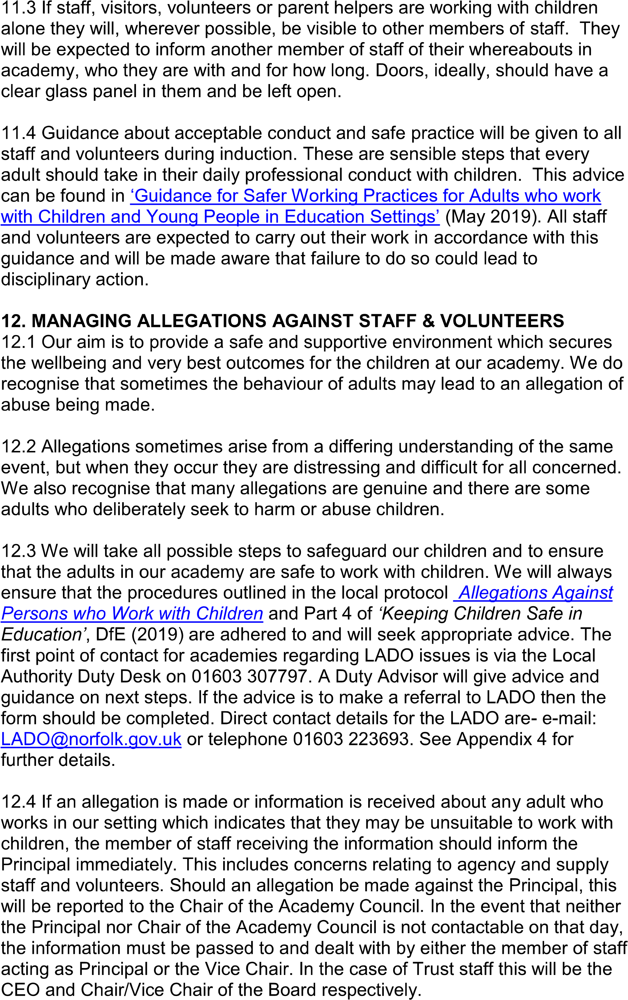 11.3 If staff, visitors, volunteers or parent helpers are working with children
alone they will, wherever possible, be visible to other members of staff.  They
will be expected to inform another member of staff of their whereabouts in
academy, who they are with and for how long. Doors, ideally, should have a
clear glass panel in them and be left open.

11.4 Guidance about acceptable conduct and safe practice will be given to all
staff and volunteers during induction. These are sensible steps that every
adult should take in their daily professional conduct with children.  This advice
can be found in ‘Guidance for Safer Working Practices for Adults who work
with Children and Young People in Education Settings’ (May 2019). All staff
and volunteers are expected to carry out their work in accordance with this
guidance and will be made aware that failure to do so could lead to
disciplinary action.

12. MANAGING ALLEGATIONS AGAINST STAFF & VOLUNTEERS
12.1 Our aim is to provide a safe and supportive environment which secures
the wellbeing and very best outcomes for the children at our academy. We do
recognise that sometimes the behaviour of adults may lead to an allegation of
abuse being made.

12.2 Allegations sometimes arise from a differing understanding of the same
event, but when they occur they are distressing and difficult for all concerned.
We also recognise that many allegations are genuine and there are some
adults who deliberately seek to harm or abuse children.

12.3 We will take all possible steps to safeguard our children and to ensure
that the adults in our academy are safe to work with children. We will always
ensure that the procedures outlined in the local protocol  Allegations Against
Persons who Work with Children and Part 4 of ‘Keeping Children Safe in
Education’, DfE (2019) are adhered to and will seek appropriate advice. The
first point of contact for academies regarding LADO issues is via the Local
Authority Duty Desk on 01603 307797. A Duty Advisor will give advice and
guidance on next steps. If the advice is to make a referral to LADO then the
form should be completed. Direct contact details for the LADO are- e-mail:
LADO@norfolk.gov.uk or telephone 01603 223693. See Appendix 4 for
further details.

12.4 If an allegation is made or information is received about any adult who
works in our setting which indicates that they may be unsuitable to work with
children, the member of staff receiving the information should inform the
Principal immediately. This includes concerns relating to agency and supply
staff and volunteers. Should an allegation be made against the Principal, this
will be reported to the Chair of the Academy Council. In the event that neither
the Principal nor Chair of the Academy Council is not contactable on that day,
the information must be passed to and dealt with by either the member of staff
acting as Principal or the Vice Chair. In the case of Trust staff this will be the
CEO and Chair/Vice Chair of the Board respectively.